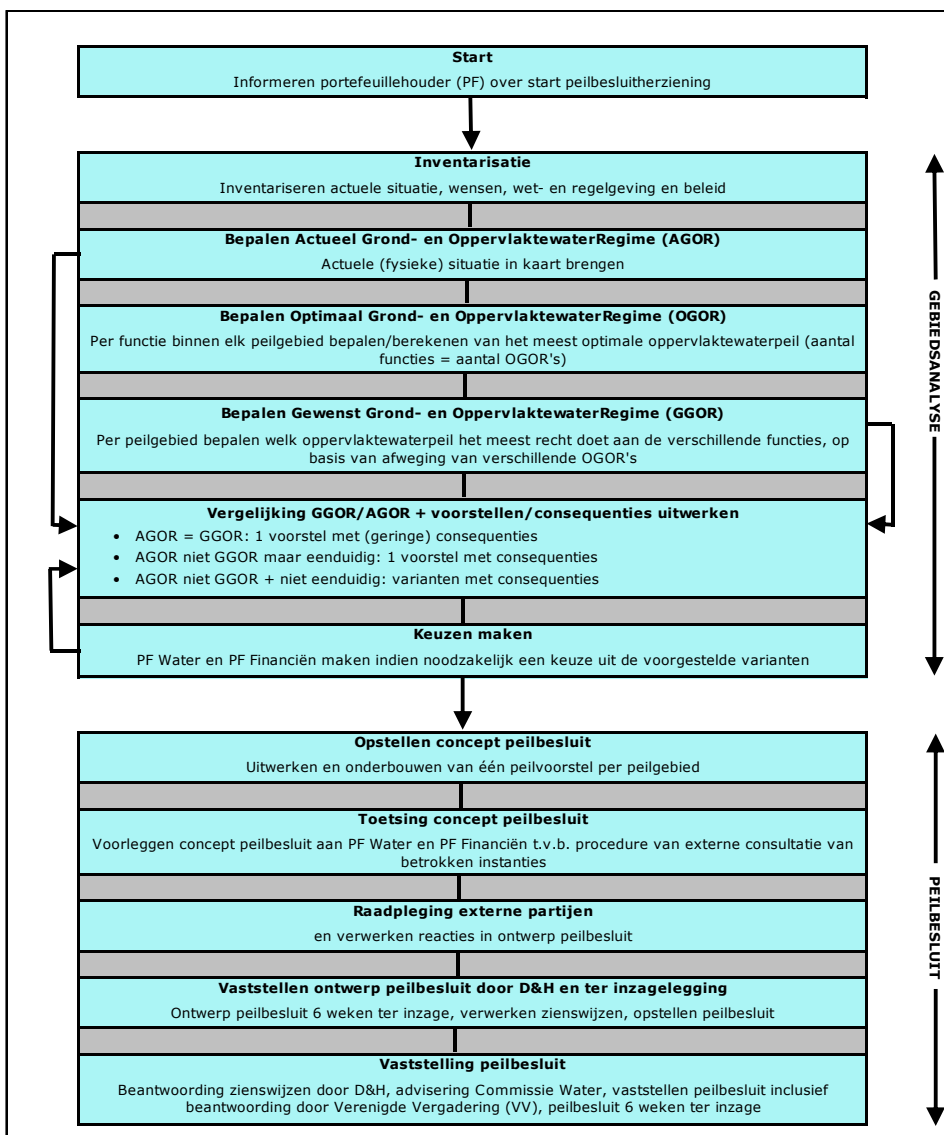 Start
Informeren portefeuillehouder (PF) over start peilbesluitherziening
Inventarisatie
Inventariseren actuele situatie, wensen, wet- en regelgeving en beleid
Bepalen Actueel Grond- en OppervlaktewaterRegime (AGOR)
Actuele (fysieke) situatie in kaart brengen
Bepalen Optimaal Grond- en OppervlaktewaterRegime (OGOR)
Per functie binnen elk peilgebied bepalen/berekenen van het meest optimale oppervlaktewaterpeil (aantal
functies = aantal OGOR's)
Bepalen Gewenst Grond- en OppervlaktewaterRegime (GGOR)
Per peilgebied bepalen welk oppervlaktewaterpeil het meest recht doet aan de verschillende functies, op
basis van afweging van verschillende OGOR's
Vergelijking GGOR/AGOR + voorstellen/consequenties uitwerken
• AGOR = GGOR: 1 voorstel met (geringe) consequenties
• AGOR niet GGOR maar eenduidig: 1 voorstel met consequenties
• AGOR niet GGOR + niet eenduidig: varianten met consequenties
Keuzen maken
PF Water en PF Financiën maken indien noodzakelijk een keuze uit de voorgestelde varianten
GEBIEDSANALYSE
Opstellen concept peilbesluit
Uitwerken en onderbouwen van één peilvoorstel per peilgebied
Toetsing concept peilbesluit
Voorleggen concept peilbesluit aan PF Water en PF Financiën t.v.b. procedure van externe consultatie van
betrokken instanties
Raadpleging externe partijen
en verwerken reacties in ontwerp peilbesluit
Vaststellen ontwerp peilbesluit door D&H en ter inzagelegging
Ontwerp peilbesluit 6 weken ter inzage, verwerken zienswijzen, opstellen peilbesluit
Vaststelling peilbesluit
Beantwoording zienswijzen door D&H, advisering Commissie Water, vaststellen peilbesluit inclusief
beantwoording door Verenigde Vergadering (VV), peilbesluit 6 weken ter inzage
PEILBESLUIT